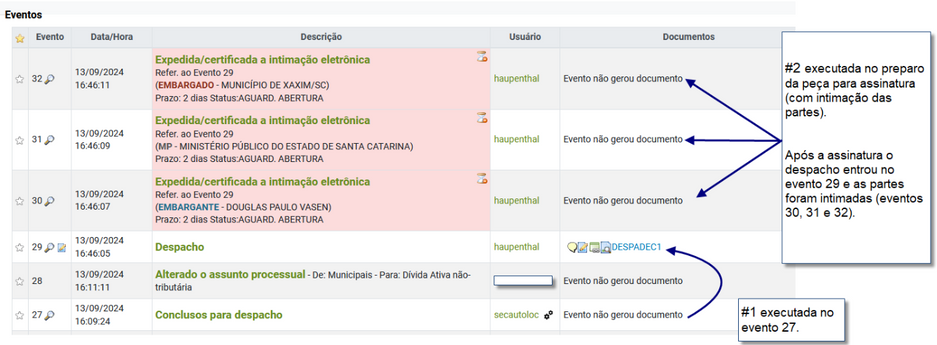 Eventos
Evento Data/Hora Descrição Usuário Documentos
32 13/09/2024 16:46:11 Expedida/certificada a intimação eletrônica haupenthal Evento não gerou documento
Refer. ao Evento 29
(EMBARGADO - MUNICÍPIO DE XAXIM/SC)
Prazo: 2 dias Status:AGUARD. ABERTURA
31 13/09/2024 16:46:09 Expedida/certificada a intimação eletrônica haupenthal Evento não gerou documento
Refer. ao Evento 29
(MP - MINISTÉRIO PÚBLICO DO ESTADO DE SANTA CATARINA)
Prazo: 2 dias Status:AGUARD. ABERTURA
30 13/09/2024 16:46:07 Expedida/certificada a intimação eletrônica haupenthal Evento não gerou documento
Refer. ao Evento 29
(EMBARGANTE - DOUGLAS PAULO VASEN)
Prazo: 2 dias Status:AGUARD. ABERTURA
29 13/09/2024 16:46:05 Despacho haupenthal DESPADEC1
28 13/09/2024 16:11:11 Alterado o assunto processual - De: Municipais - Para: Dívida Ativa não-
tributária Evento não gerou documento
27 13/09/2024 16:09:24 Conclusos para despacho secautoloc Evento não gerou documento
#2 executada no preparo
da peça para assinatura
(com intimação das
partes).
Após a assinatura o
despacho entrou no
evento 29 e as partes
foram intimadas (eventos
30, 31 e 32).
#1 executada no
evento 27.